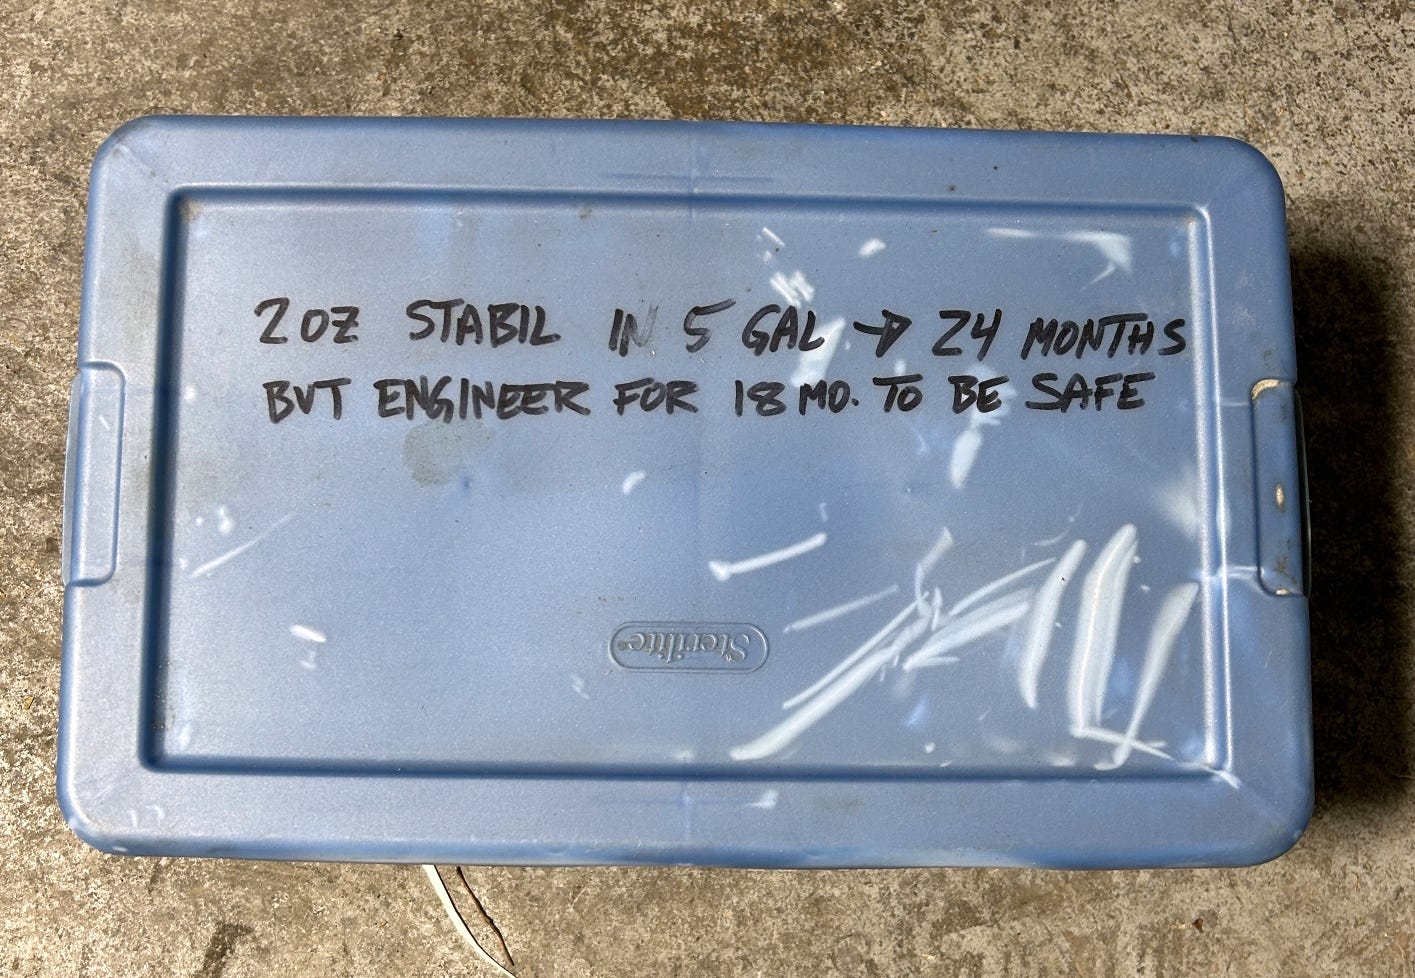 2 OZ STABIL IN 5 GAL → 24 MONTHS
BUT ENGINEER FOR 18 MO. TO BE SAFE
Sterilite®